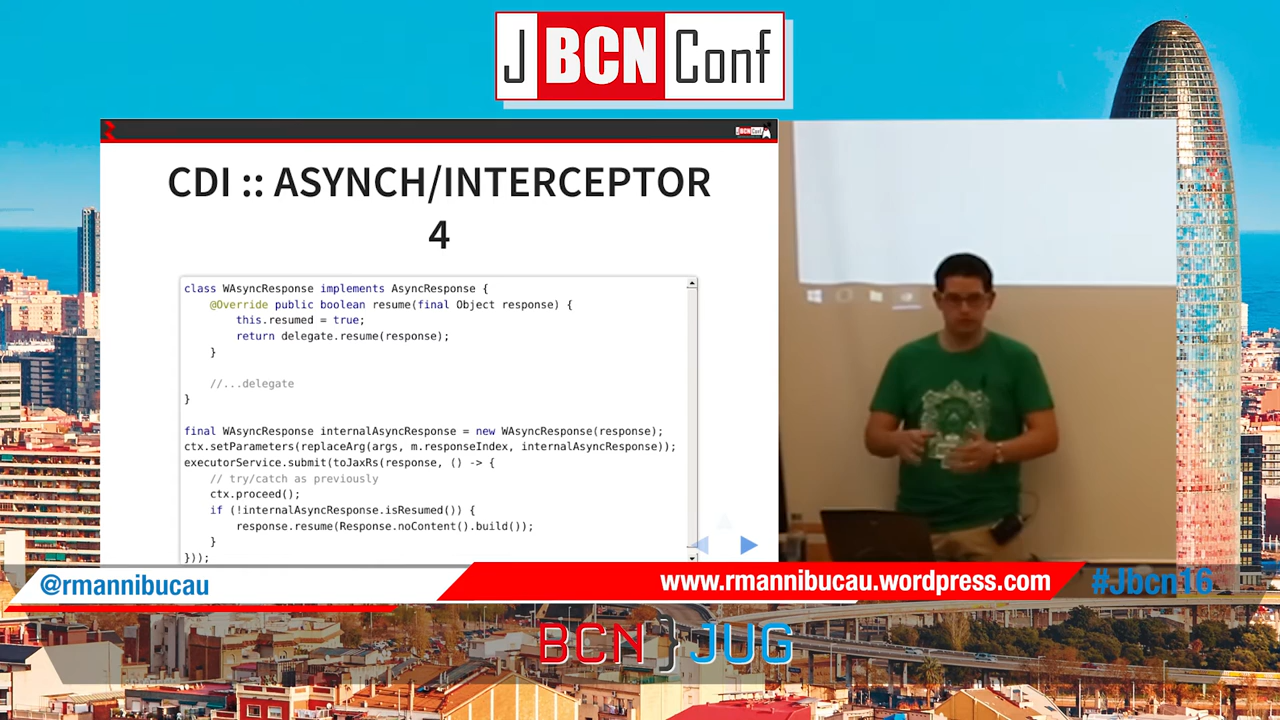 J BCN Conf
JBCNConf
CDI :: ASYNCH/INTERCEPTOR
4
class WAsyncResponse implements AsyncResponse {
@Override public boolean resume(final Object response) {
this.resumed = true;
return delegate.resume(response);
}
//...delegate
}
final WAsyncResponse internalAsyncResponse = new WAsyncResponse(response);
ctx.setParameters(replaceArg(args, m.responseIndex, internalAsyncResponse));
executorService.submit(toJaxRs(response, () -> {
// try/catch as previously
ctx.proceed();
if (!internalAsyncResponse.isResumed()) {
response.resume(Response.noContent().build());
}
}));
@rmannibucau
www.rmannibucau.wordpress.com
#Jbcn16
BCN}JUG